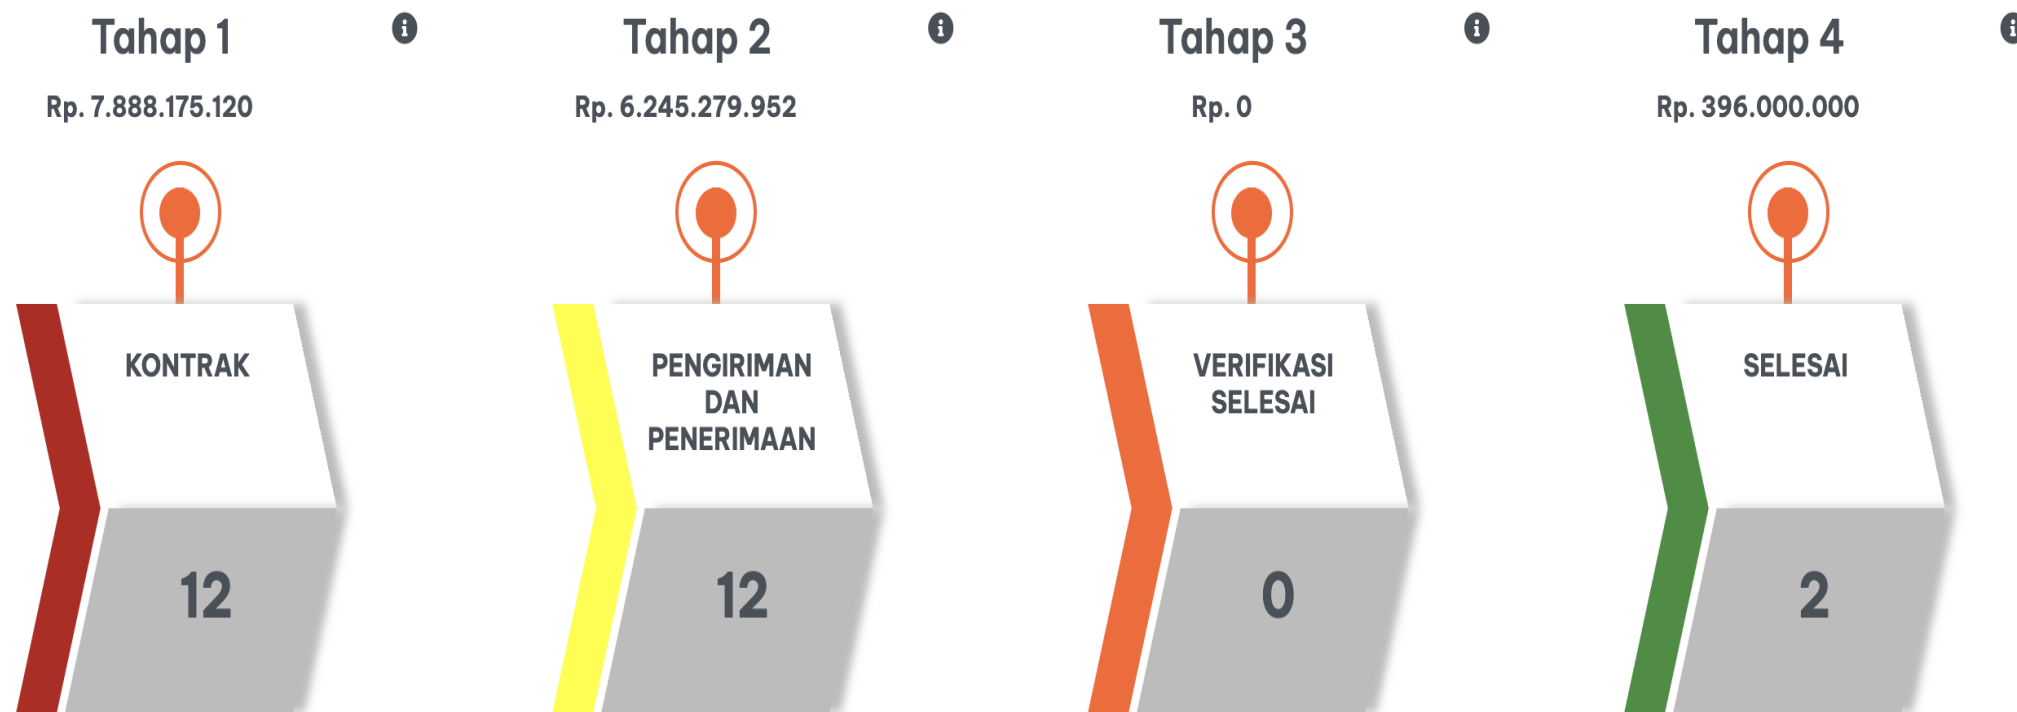 Tahap 1
Rp. 7.888.175.120
KONTRAK
12
Tahap 2
Rp. 6.245.279.952
PENGIRIMAN
DAN
PENERIMAAN
12
Tahap 3
Rp. 0
VERIFIKASI
SELESAI
0
Tahap 4
Rp. 396.000.000
SELESAI
2